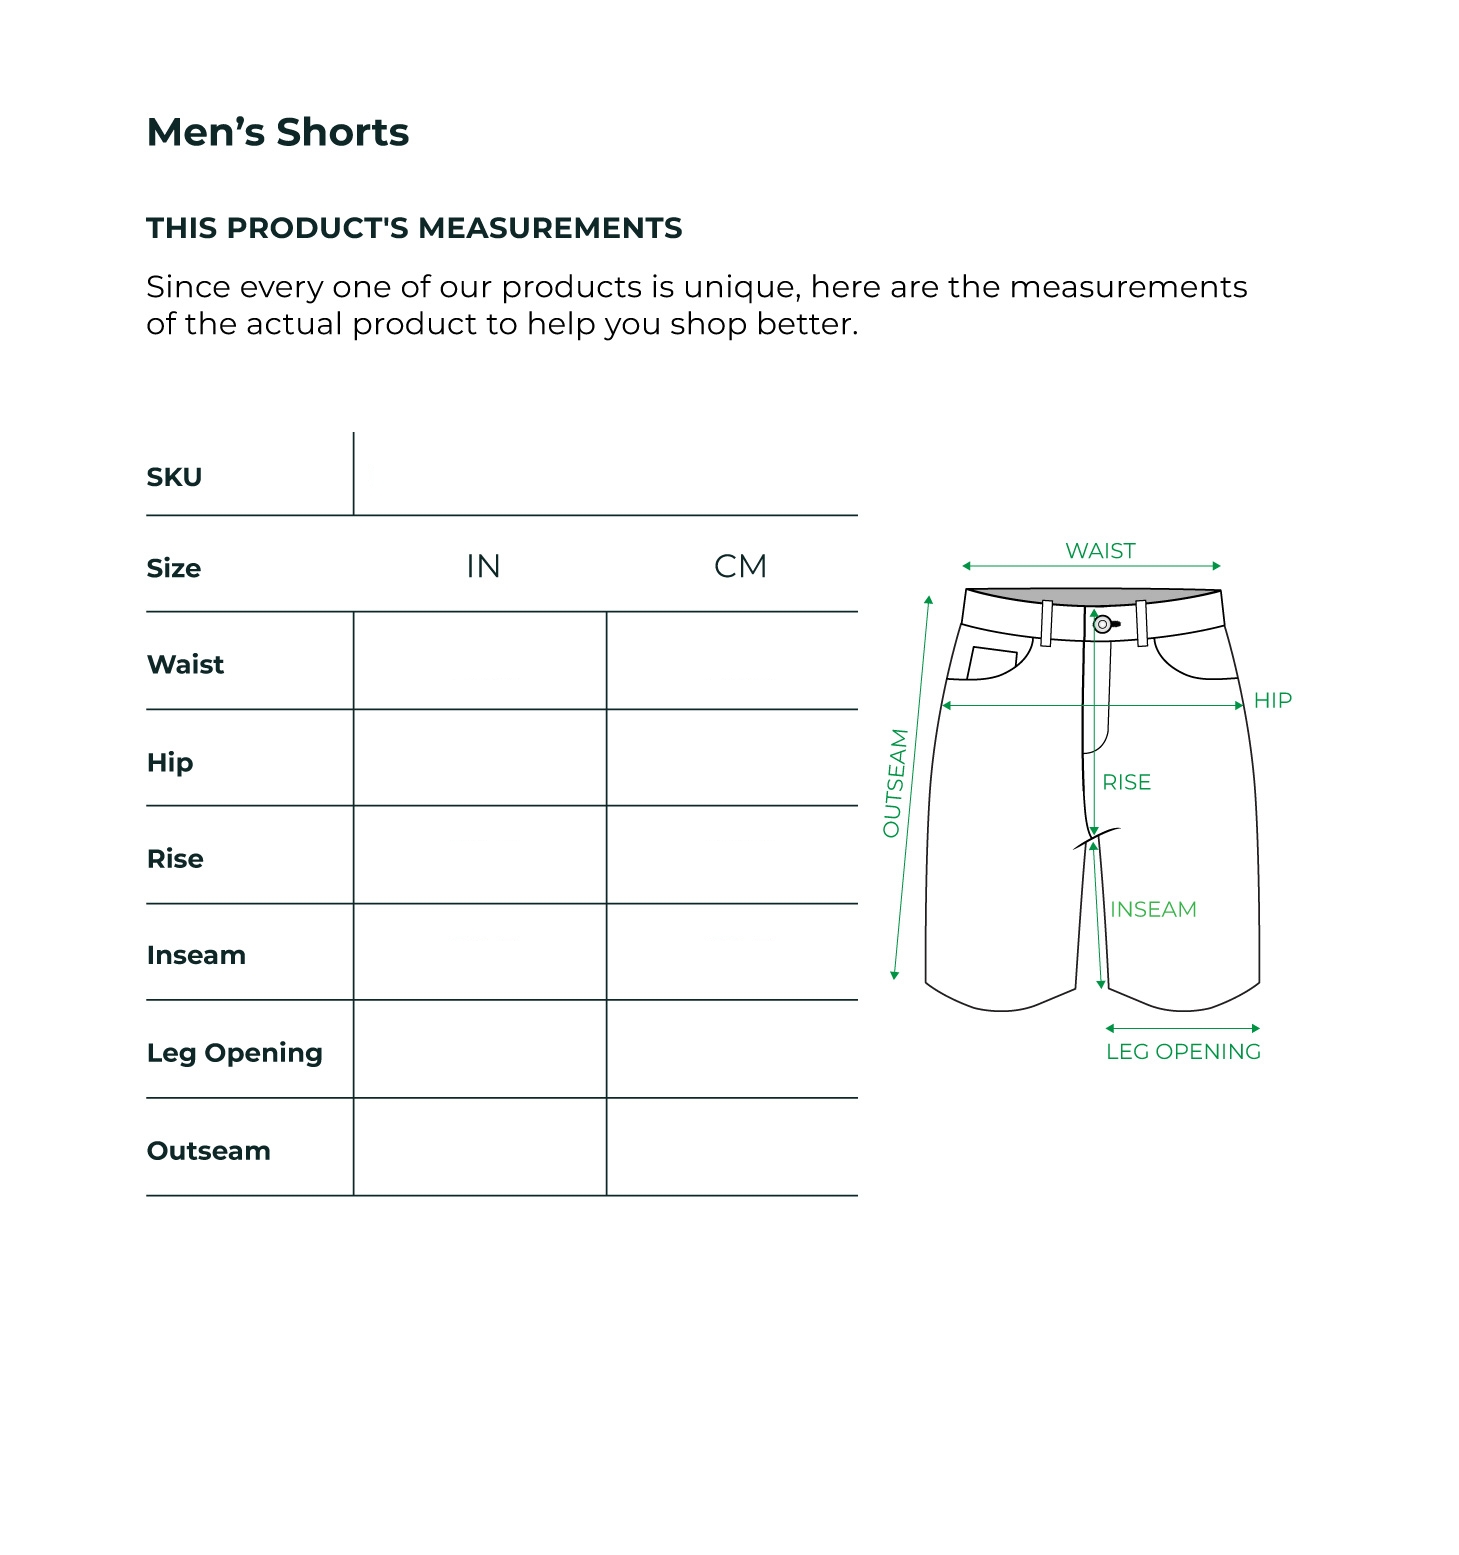 Men’s Shorts
THIS PRODUCT'S MEASUREMENTS
Since every one of our products is unique, here are the measurements
of the actual product to help you shop better.
SKU
Size IN CM
Waist
Hip
Rise
Inseam
Leg Opening
Outseam
WAIST
HIP
OUTSEAM
RISE
INSEAM
LEG OPENING